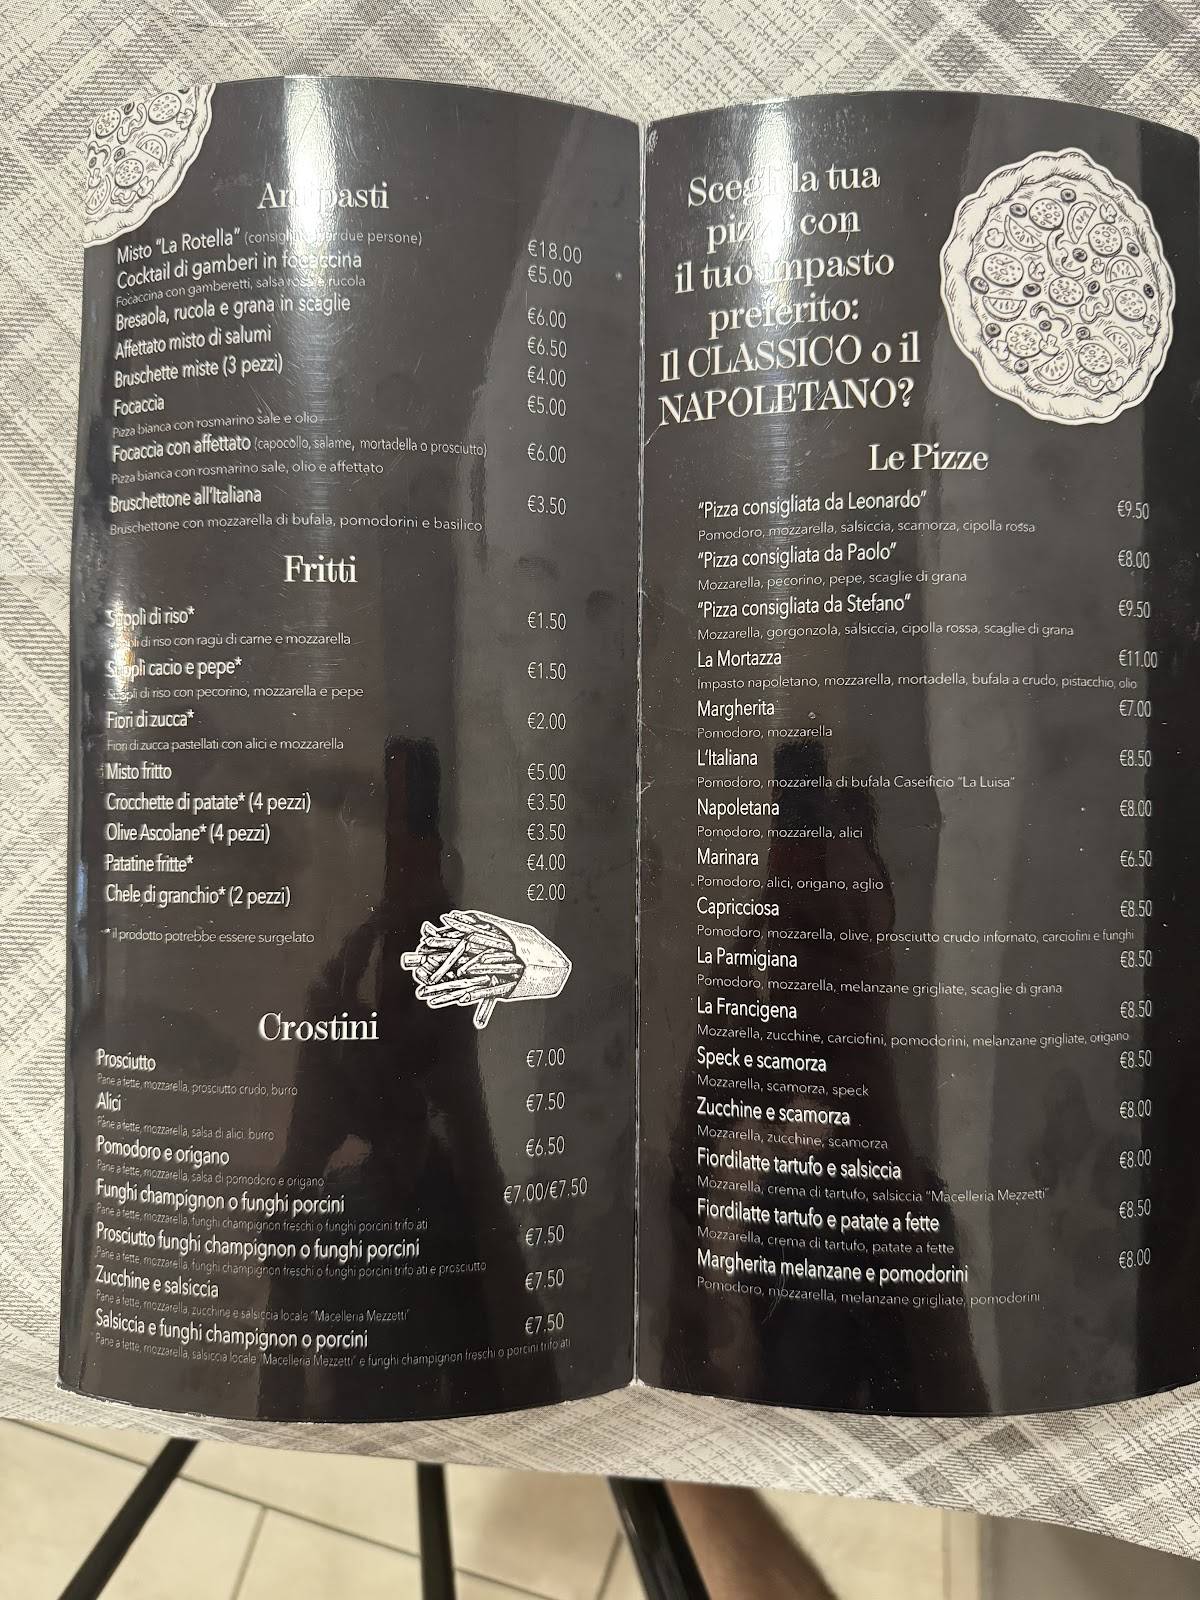 Antipasti
Misto "La Rotella" (consigliato per due persone) €18.00
Cocktail di gamberi in focaccina €5.00
Focaccina con gamberetti, salsa rosa e rucola
Bresaola, rucola e grana in scaglie €6.00
Affettato misto di salumi €6.50
Bruschette miste (3 pezzi) €4.00
Focaccia €5.00
Pizza bianca con rosmarino sale e olio
Focaccia con affettato (capocollo, salame, mortadella o prosciutto) €6.00
Pizza bianca con rosmarino sale, olio e affettato
Bruschettone all'Italiana €3.50
Bruschettone con mozzarella di bufala, pomodorini e basilico
Fritti
Supplì di riso* €1.50
Supplì di riso con ragù di carne e mozzarella
Supplì cacio e pepe* €1.50
Supplì di riso con pecorino, mozzarella e pepe
Fiori di zucca* €2.00
Fiori di zucca pastellati con alici e mozzarella
Misto fritto €5.00
Crocchette di patate* (4 pezzi) €3.50
Olive Ascolane* (4 pezzi) €3.50
Patatine fritte* €4.00
Chele di granchio* (2 pezzi) €2.00
* il prodotto potrebbe essere surgelato
Crostini
Prosciutto €7.00
Pane a fette, mozzarella, prosciutto crudo, burro
Alici €7.50
Pane a fette, mozzarella, salsa di alici, burro
Pomodoro e origano €6.50
Pane a fette, mozzarella, salsa di pomodoro e origano
Funghi champignon o funghi porcini €7.00/€7.50
Pane a fette, mozzarella, funghi champignon freschi o funghi porcini trifolati
Prosciutto funghi champignon o funghi porcini €7.50
Pane a fette, mozzarella, funghi champignon freschi o funghi porcini trifolati e prosciutto
Zucchine e salsiccia €7.50
Pane a fette, mozzarella, zucchine e salsiccia locale "Macelleria Mezzetti"
Salsiccia e funghi champignon o porcini €7.50
Pane a fette, mozzarella, salsiccia locale "Macelleria Mezzetti" e funghi champignon freschi o porcini trifolati
Scegli la tua
pizza con
il tuo impasto
preferito:
Il CLASSICO o il
NAPOLETANO?
Le Pizze
"Pizza consigliata da Leonardo" €9.50
Pomodoro, mozzarella, salsiccia, scamorza, cipolla rossa
"Pizza consigliata da Paolo" €8.00
Mozzarella, pecorino, pepe, scaglie di grana
"Pizza consigliata da Stefano" €9.50
Mozzarella, gorgonzola, salsiccia, cipolla rossa, scaglie di grana
La Mortazza €11.00
Impasto napoletano, mozzarella, mortadella, bufala a crudo, pistacchio, olio
Margherita €7.00
Pomodoro, mozzarella
L'Italiana €8.50
Pomodoro, mozzarella di bufala Caseificio "La Luisa"
Napoletana €8.00
Pomodoro, mozzarella, alici
Marinara €6.50
Pomodoro, alici, origano, aglio
Capricciosa €8.50
Pomodoro, mozzarella, olive, prosciutto crudo infornato, carciofini e funghi
La Parmigiana €8.50
Pomodoro, mozzarella, melanzane grigliate, scaglie di grana
La Francigena €8.50
Mozzarella, zucchine, carciofini, pomodorini, melanzane grigliate, origano
Speck e scamorza €8.50
Mozzarella, scamorza, speck
Zucchine e scamorza €8.00
Mozzarella, zucchine, scamorza
Fiordilatte tartufo e salsiccia €8.00
Mozzarella, crema di tartufo, salsiccia "Macelleria Mezzetti"
Fiordilatte tartufo e patate a fette €8.50
Mozzarella, crema di tartufo, patate a fette
Margherita melanzane e pomodorini €8.00
Pomodoro, mozzarella, melanzane grigliate, pomodorini